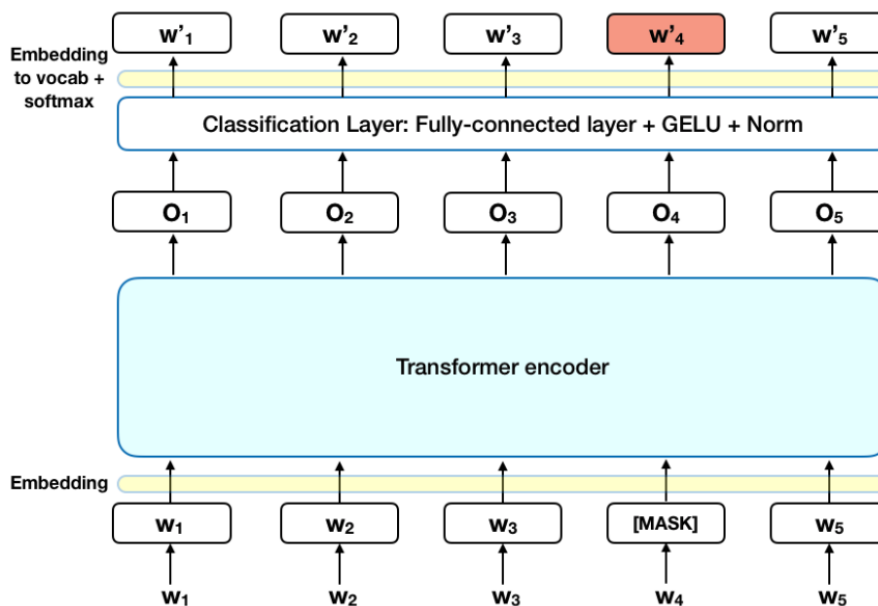 w'₁ w'₂ w'₃ w'₄ w'₅
Embedding
to vocab +
softmax
Classification Layer: Fully-connected layer + GELU + Norm
O₁ O₂ O₃ O₄ O₅
Transformer encoder
Embedding
W₁ W₂ W₃ [MASK] W₅
W₁ W₂ W₃ W₄ W₅